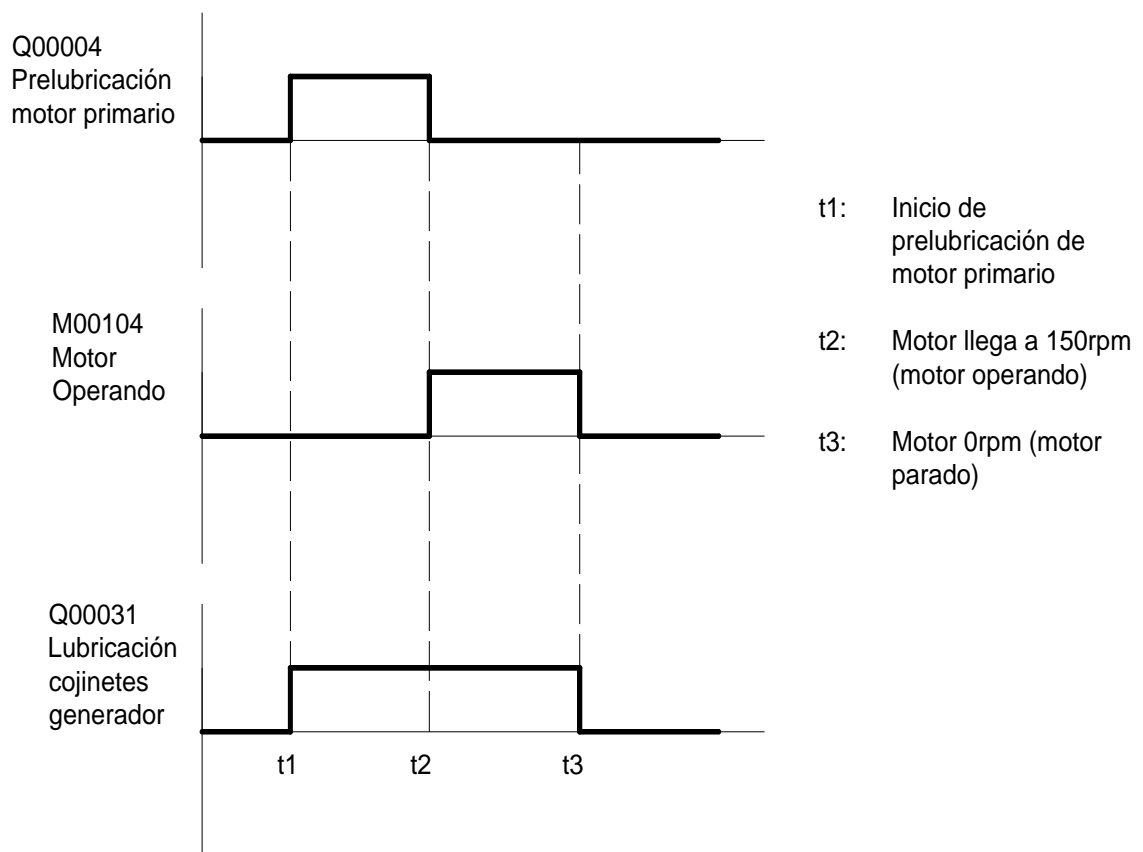 Q00004
Prelubricación
motor primario
t1: Inicio de
prelubricación de
motor primario
M00104
Motor
Operando
t2: Motor llega a 150rpm
(motor operando)
t3: Motor 0rpm (motor
parado)
Q00031
Lubricación
cojinetes
generador
t1 t2 t3